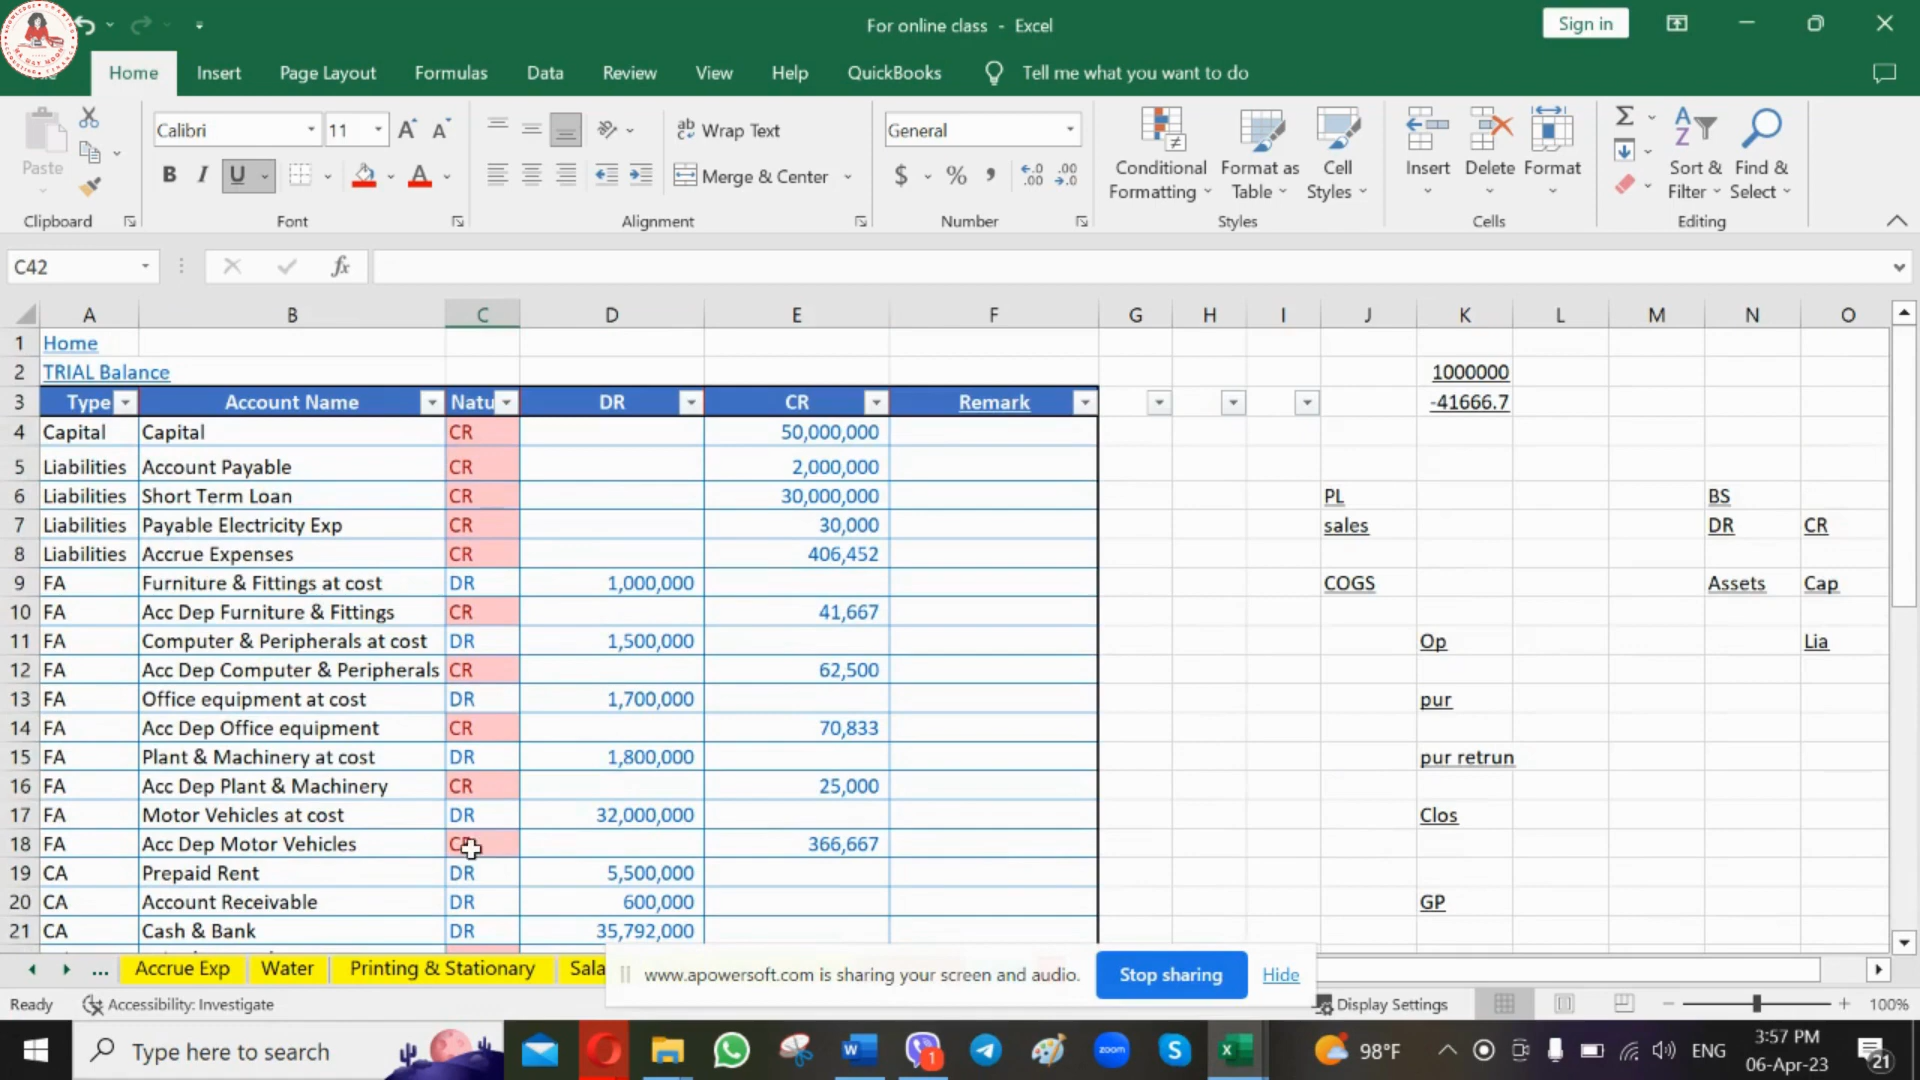 For online class - Excel
Sign in
Home Insert Page Layout Formulas Data Review View Help QuickBooks Tell me what you want to do
Paste
Clipboard
Calibri 11
Font
Wrap Text
Merge & Center
Alignment
General
Number
Conditional Formatting
Format as Table
Cell Styles
Styles
Insert Delete Format
Cells
Sort & Filter
Find & Select
Editing
C42
A B C D E F G H I J K L M N O
1 Home
2 TRIAL Balance 1000000
3 Type Account Name Natu DR CR Remark -41666.7
4 Capital Capital CR 50,000,000
5 Liabilities Account Payable CR 2,000,000
6 Liabilities Short Term Loan CR 30,000,000 PL BS
7 Liabilities Payable Electricity Exp CR 30,000 sales DR CR
8 Liabilities Accrue Expenses CR 406,452
9 FA Furniture & Fittings at cost DR 1,000,000 COGS Assets Cap
10 FA Acc Dep Furniture & Fittings CR 41,667
11 FA Computer & Peripherals at cost DR 1,500,000 Op Lia
12 FA Acc Dep Computer & Peripherals CR 62,500
13 FA Office equipment at cost DR 1,700,000 pur
14 FA Acc Dep Office equipment CR 70,833
15 FA Plant & Machinery at cost DR 1,800,000 pur retrun
16 FA Acc Dep Plant & Machinery CR 25,000
17 FA Motor Vehicles at cost DR 32,000,000 Clos
18 FA Acc Dep Motor Vehicles 366,667
19 CA Prepaid Rent DR 5,500,000
20 CA Account Receivable DR 600,000 GP
21 CA Cash & Bank DR 35,792,000
... Accrue Exp Water Printing & Stationary Sala
www.apowersoft.com is sharing your screen and audio. Stop sharing Hide
Ready Accessibility: Investigate Display Settings 100%
Type here to search
98°F ENG 3:57 PM
06-Apr-23 21